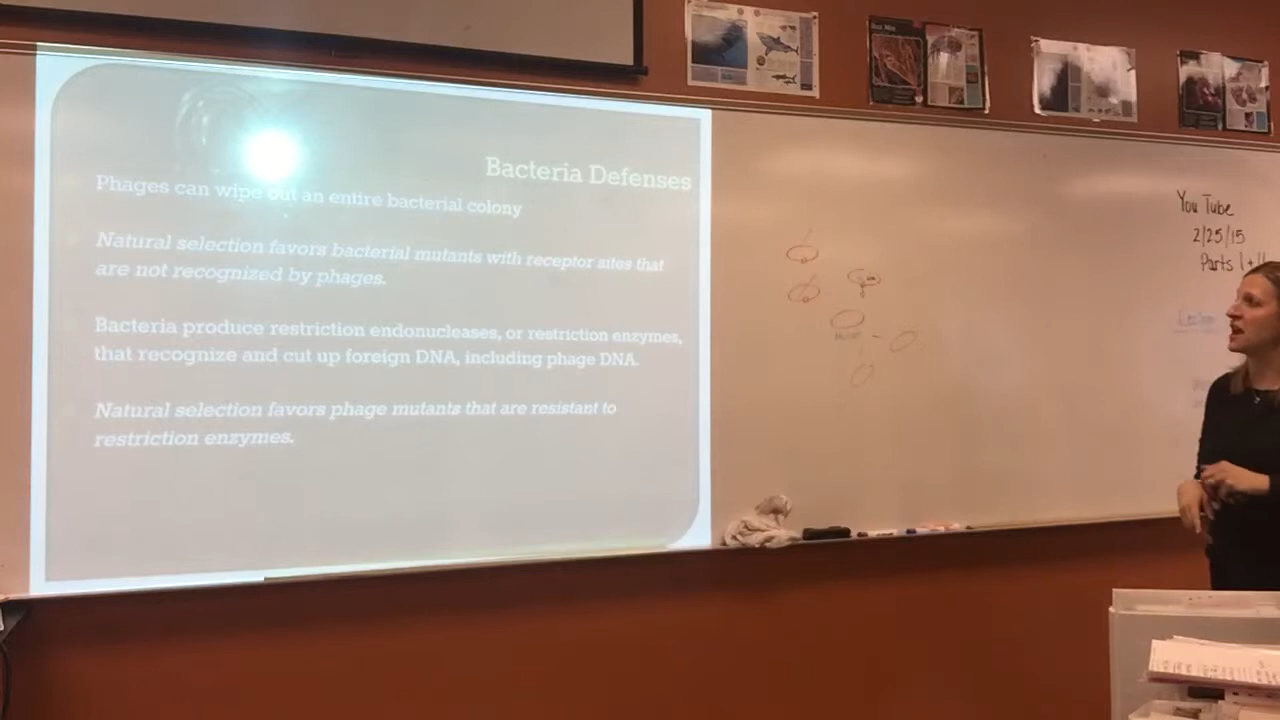 Bacteria Defenses
Phages can wipe out an entire bacterial colony
Natural selection favors bacterial mutants with receptor sites that
are not recognized by phages.
Bacteria produce restriction endonucleases, or restriction enzymes,
that recognize and cut up foreign DNA, including phage DNA.
Natural selection favors phage mutants that are resistant to
restriction enzymes.
You Tube
2/25/15
Parts 1+11